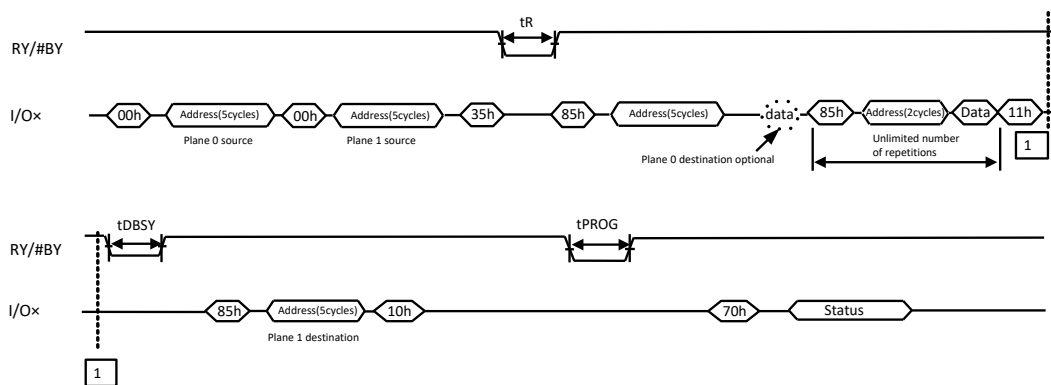 tR
RY/#BY
I/O× 00h Address(5cycles) 00h Address(5cycles) 35h 85h Address(5cycles) data 85h Address(2cycles) Data 11h
Plane 0 source Plane 1 source Plane 0 destination optional Unlimited number of repetitions 1
tDBSY tPROG
RY/#BY
I/O× 85h Address(5cycles) 10h 70h Status
Plane 1 destination
1